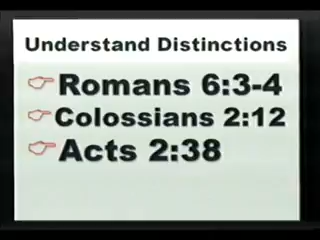 Understand Distinctions
Romans 6:3-4
Colossians 2:12
Acts 2:38